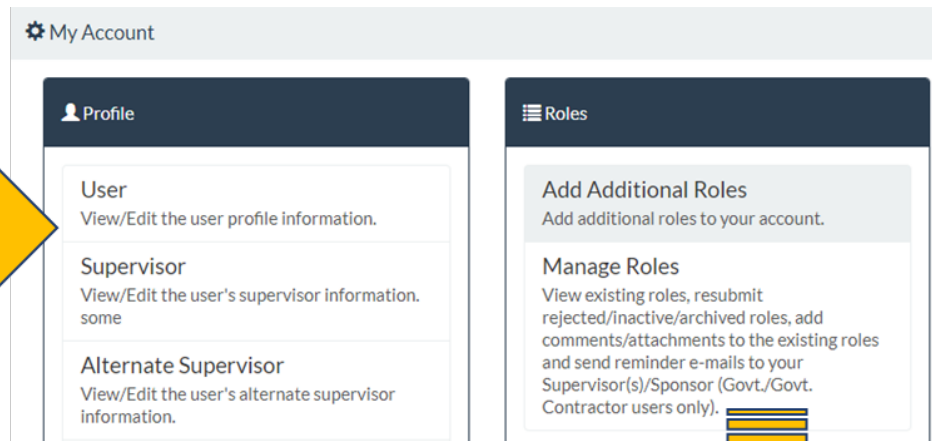 My Account
Profile
User
View/Edit the user profile information.
Supervisor
View/Edit the user's supervisor information.
some
Alternate Supervisor
View/Edit the user's alternate supervisor
information.
Roles
Add Additional Roles
Add additional roles to your account.
Manage Roles
View existing roles, resubmit
rejected/inactive/archived roles, add
comments/attachments to the existing roles
and send reminder e-mails to your
Supervisor(s)/Sponsor (Govt./Govt.
Contractor users only).